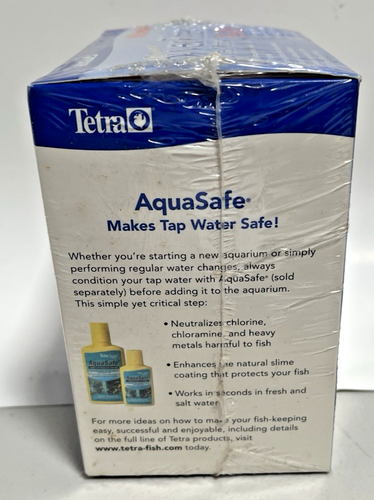 Tetra
AquaSafe®
Makes Tap Water Safe!
Whether you're starting a new aquarium or simply
performing regular water changes, always
condition your tap water with AquaSafe® (sold
separately) before adding it to the aquarium.
This simple yet critical step:
• Neutralizes chlorine,
chloramine, and heavy
metals harmful to fish
• Enhances the natural slime
coating that protects your fish
• Works in seconds in fresh and
salt water
Tetra
AquaSafe
AquaSafe
For more ideas on how to make your fish-keeping
easy, successful and enjoyable, including details
on the full line of Tetra products, visit
www.tetra-fish.com today.